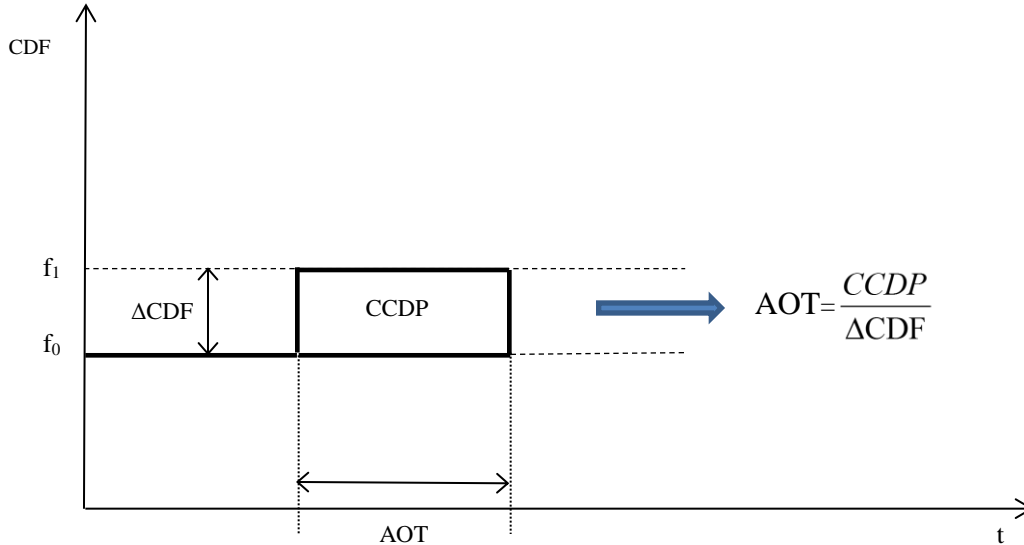 CDF
f₁
ΔCDF
CCDP
AOT=CCDP/ΔCDF
f₀
AOT
t